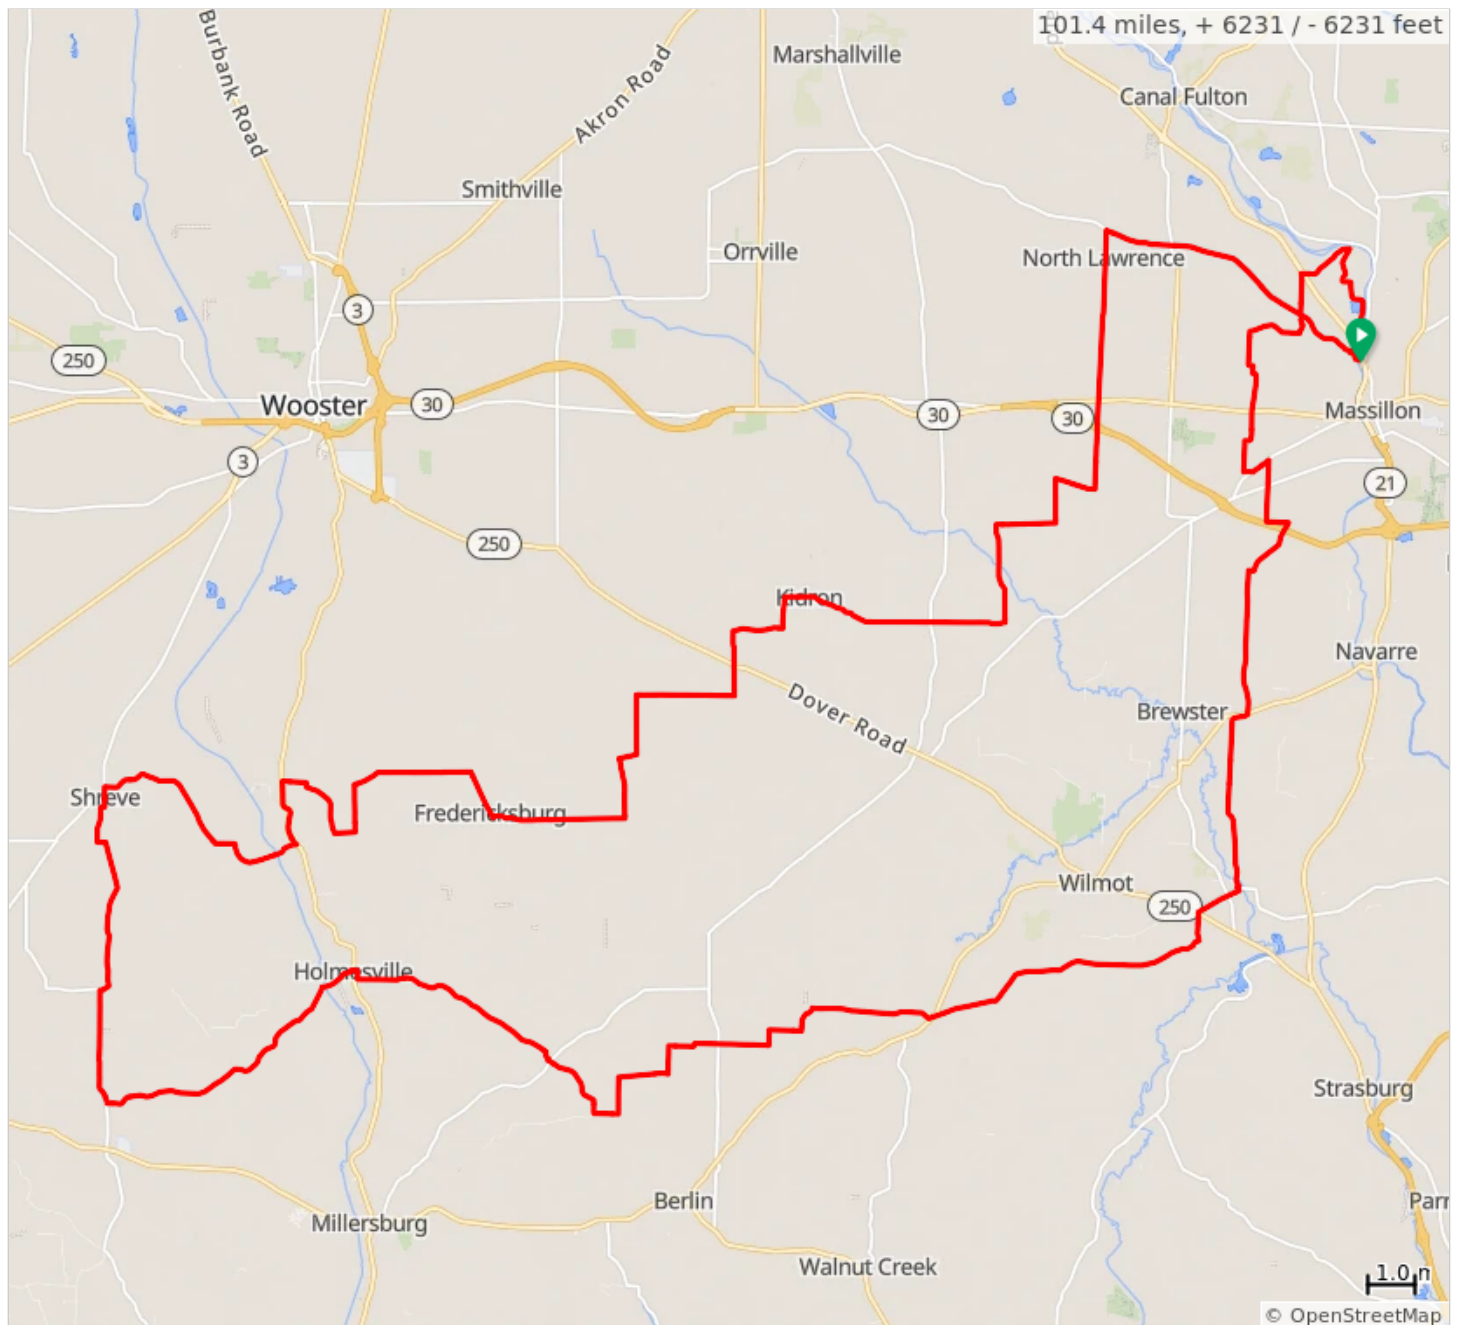 101.4 miles, + 6231 / - 6231 feet
Burbank Road
Akron Road
Marshallville
Canal Fulton
Smithville
Orrville
North Lawrence
3
250
Wooster
30
30
30
Massillon
3
21
250
Kidron
Navarre
Dover Road
Brewster
Shreve
Fredericksburg
Wilmot
250
Holmesville
Strasburg
Berlin
Parr
Millersburg
Walnut Creek
1.0 m
© OpenStreetMap